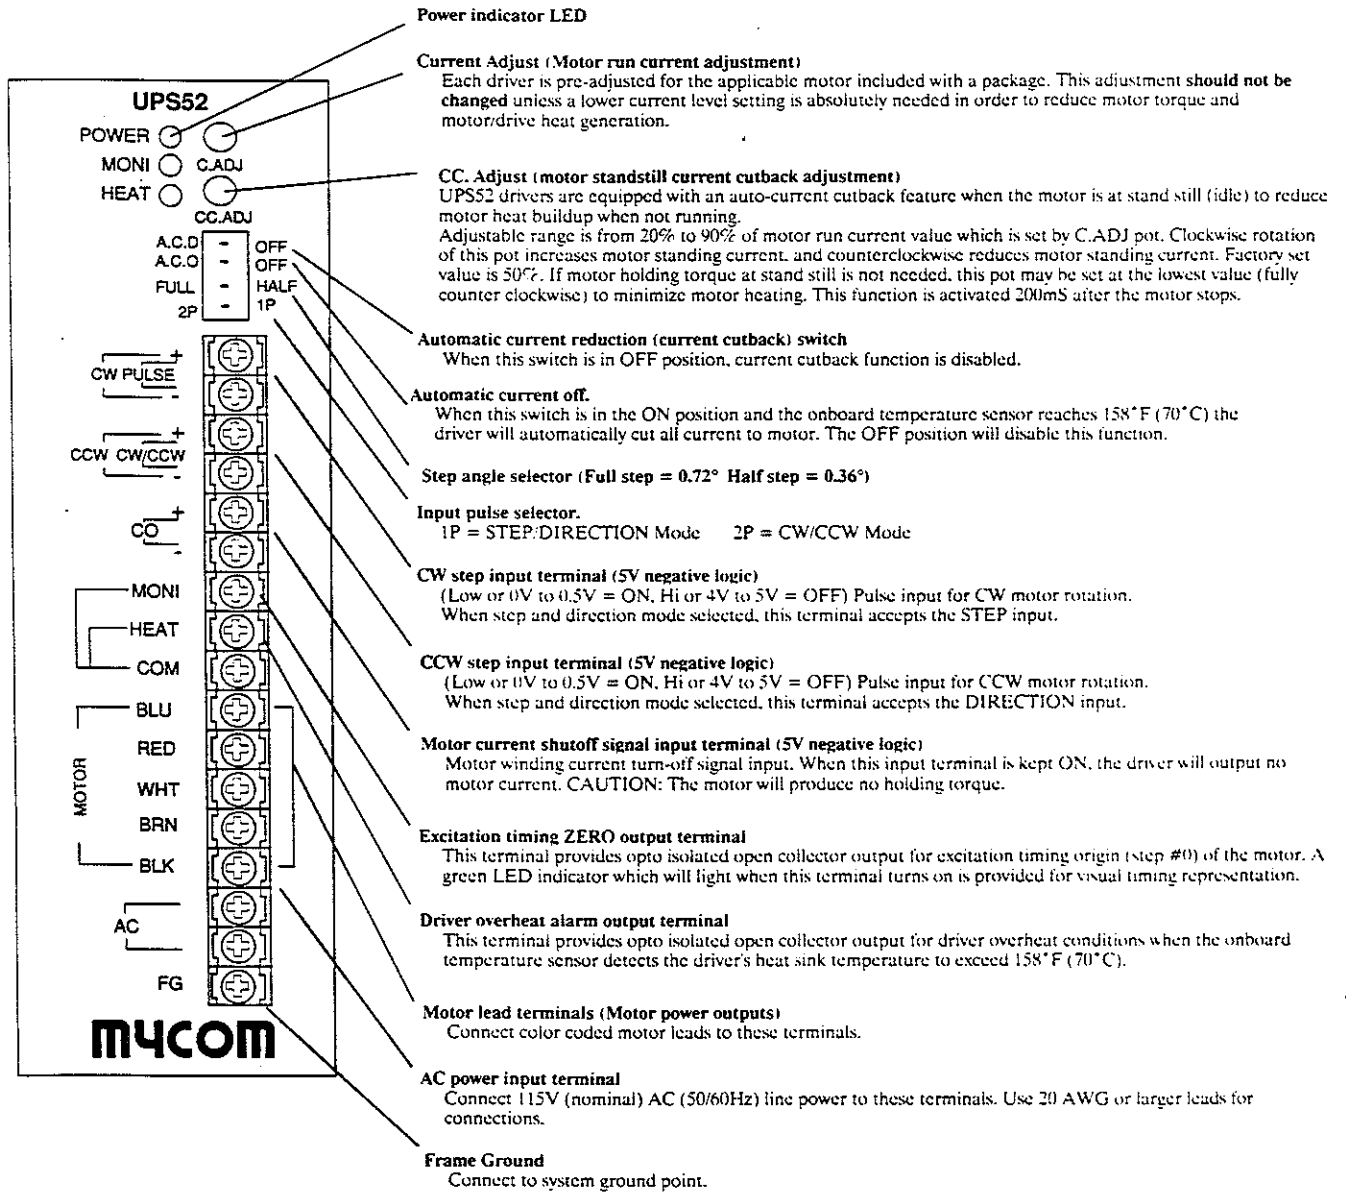 Power indicator LED
Current Adjust (Motor run current adjustment)
Each driver is pre-adjusted for the applicable motor included with a package. This adjustment should not be
changed unless a lower current level setting is absolutely needed in order to reduce motor torque and
motor/drive heat generation.
CC. Adjust (motor standstill current cutback adjustment)
UPS52 drivers are equipped with an auto-current cutback feature when the motor is at stand still (idle) to reduce
motor heat buildup when not running.
Adjustable range is from 20% to 90% of motor run current value which is set by C.ADJ pot. Clockwise rotation
of this pot increases motor standing current, and counterclockwise reduces motor standing current. Factory set
value is 50%. If motor holding torque at stand still is not needed, this pot may be set at the lowest value (fully
counter clockwise) to minimize motor heating. This function is activated 200mS after the motor stops.
Automatic current reduction (current cutback) switch
When this switch is in OFF position, current cutback function is disabled.
Automatic current off.
When this switch is in the ON position and the onboard temperature sensor reaches 158°F (70°C) the
driver will automatically cut all current to motor. The OFF position will disable this function.
Step angle selector (Full step = 0.72° Half step = 0.36°)
Input pulse selector.
1P = STEP/DIRECTION Mode 2P = CW/CCW Mode
CW step input terminal (5V negative logic)
(Low or 0V to 0.5V = ON, Hi or 4V to 5V = OFF) Pulse input for CW motor rotation.
When step and direction mode selected, this terminal accepts the STEP input.
CCW step input terminal (5V negative logic)
(Low or 0V to 0.5V = ON, Hi or 4V to 5V = OFF) Pulse input for CCW motor rotation.
When step and direction mode selected, this terminal accepts the DIRECTION input.
Motor current shutoff signal input terminal (5V negative logic)
Motor winding current turn-off signal input. When this input terminal is kept ON, the driver will output no
motor current. CAUTION: The motor will produce no holding torque.
Excitation timing ZERO output terminal
This terminal provides opto isolated open collector output for excitation timing origin (step #0) of the motor. A
green LED indicator which will light when this terminal turns on is provided for visual timing representation.
Driver overheat alarm output terminal
This terminal provides opto isolated open collector output for driver overheat conditions when the onboard
temperature sensor detects the driver's heat sink temperature to exceed 158°F (70°C).
Motor lead terminals (Motor power outputs)
Connect color coded motor leads to these terminals.
AC power input terminal
Connect 115V (nominal) AC (50/60Hz) line power to these terminals. Use 20 AWG or larger leads for
connections.
Frame Ground
Connect to system ground point.
UPS52
POWER
MONI C.ADJ
HEAT
CC.ADJ
A.C.D - OFF
A.C.O - OFF
FULL - HALF
2P - 1P
+
CW PULSE
-
+
CCW CW/CCW
-
+
CO
-
MONI
HEAT
COM
BLU
RED
WHT
BRN
BLK
MOTOR
AC
FG
mycom